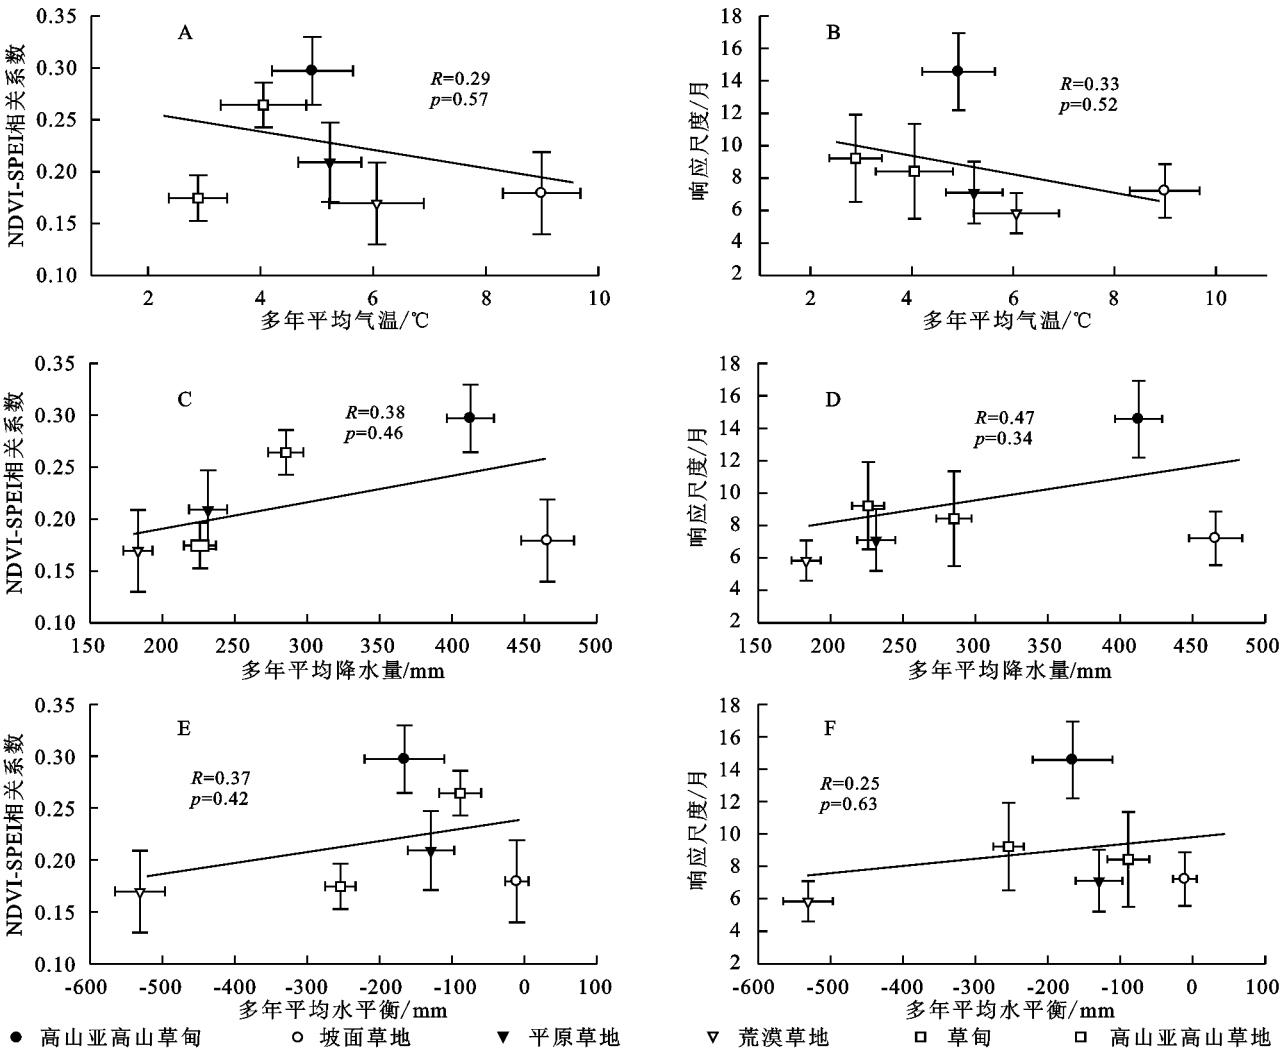 A
NDVI-SPEI相关系数
0.35
0.30
0.25
0.20
0.15
0.10
R=0.29
p=0.57
2 4 6 8 10
多年平均气温/℃
B
响应尺度/月
18
16
14
12
10
8
6
4
2
R=0.33
p=0.52
2 4 6 8 10
多年平均气温/℃
C
NDVI-SPEI相关系数
0.35
0.30
0.25
0.20
0.15
0.10
R=0.38
p=0.46
150 200 250 300 350 400 450 500
多年平均降水量/mm
D
响应尺度/月
18
16
14
12
10
8
6
4
2
R=0.47
p=0.34
150 200 250 300 350 400 450 500
多年平均降水量/mm
E
NDVI-SPEI相关系数
0.35
0.30
0.25
0.20
0.15
0.10
R=0.37
p=0.42
-600 -500 -400 -300 -200 -100 0 100
多年平均水平衡/mm
F
响应尺度/月
18
16
14
12
10
8
6
4
2
R=0.25
p=0.63
-600 -500 -400 -300 -200 -100 0 100
多年平均水平衡/mm
高山亚高山草甸 坡面草地 平原草地 荒漠草地 草甸 高山亚高山草地